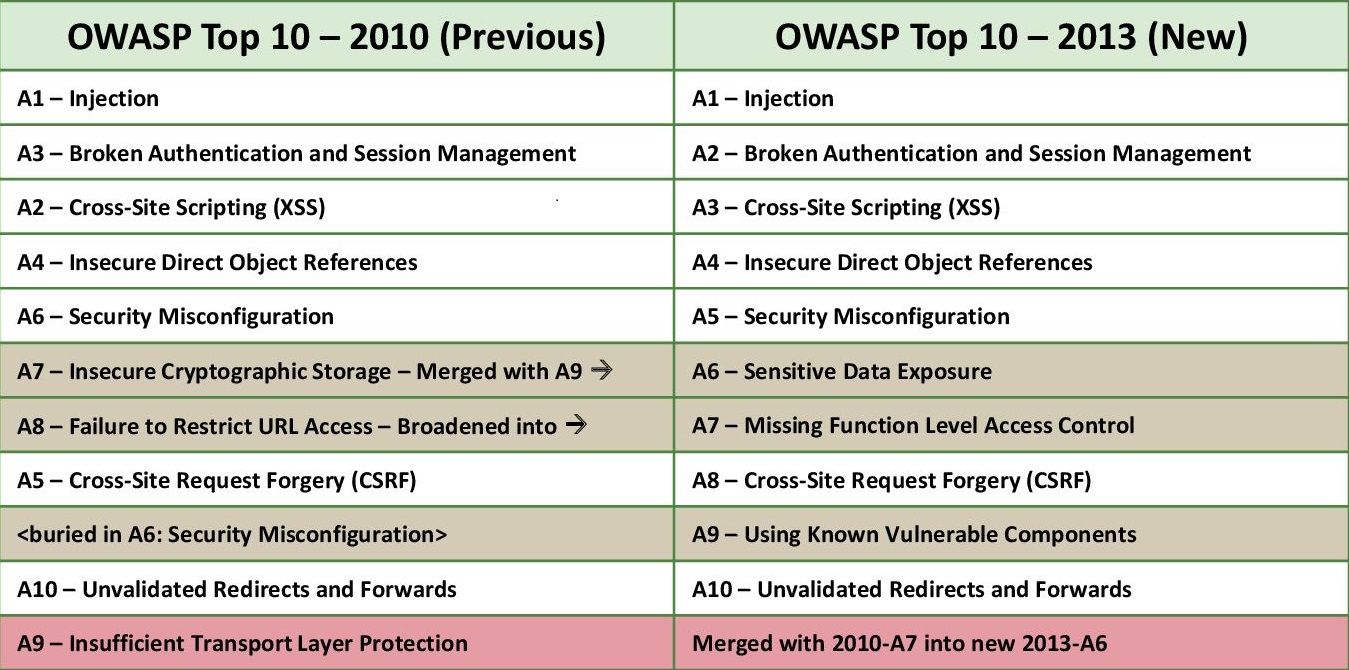 OWASP Top 10 – 2010 (Previous) OWASP Top 10 – 2013 (New)
A1 – Injection A1 – Injection
A3 – Broken Authentication and Session Management A2 – Broken Authentication and Session Management
A2 – Cross-Site Scripting (XSS) A3 – Cross-Site Scripting (XSS)
A4 – Insecure Direct Object References A4 – Insecure Direct Object References
A6 – Security Misconfiguration A5 – Security Misconfiguration
A7 – Insecure Cryptographic Storage – Merged with A9 → A6 – Sensitive Data Exposure
A8 – Failure to Restrict URL Access – Broadened into → A7 – Missing Function Level Access Control
A5 – Cross-Site Request Forgery (CSRF) A8 – Cross-Site Request Forgery (CSRF)
<buried in A6: Security Misconfiguration> A9 – Using Known Vulnerable Components
A10 – Unvalidated Redirects and Forwards A10 – Unvalidated Redirects and Forwards
A9 – Insufficient Transport Layer Protection Merged with 2010-A7 into new 2013-A6